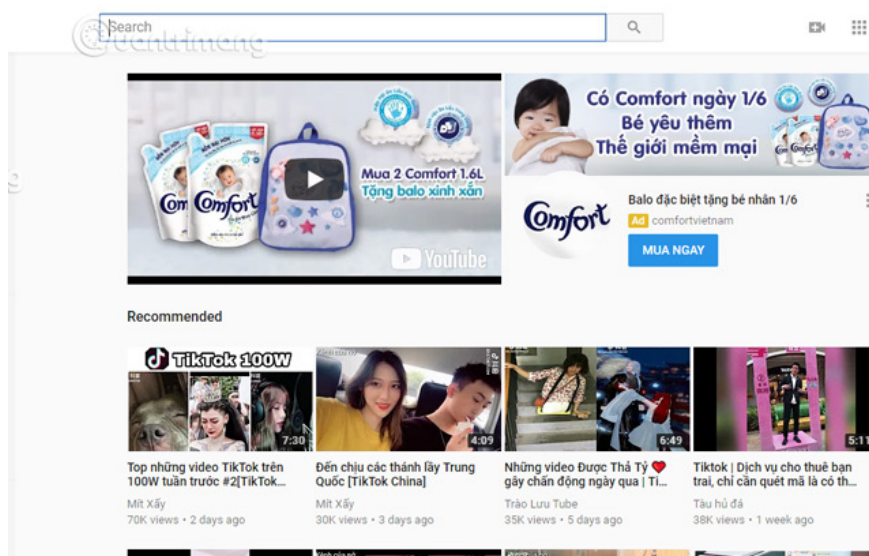 Search
Quantrimang
Comfort
Comfort
Mua 2 Comfort 1.6L
Tặng balo xinh xắn
YouTube
Có Comfort ngày 1/6
Bé yêu thêm
Thế giới mềm mại
Comfort
Balo đặc biệt tặng bé nhân 1/6
Ad comfortvietnam
MUA NGAY
Recommended
TikTok 100W
7:30
4:09
6:49
5:11
Top những video TikTok trên
100W tuần trước #2[TikTok...
Mít Xấy
70K views • 2 days ago
Đến chịu các thánh lầy Trung
Quốc [TikTok China]
Mít Xấy
30K views • 3 days ago
Những video Được Thả Tỷ ❤
gây chấn động ngày qua | Ti...
Trào Lưu Tube
35K views • 5 days ago
Tiktok | Dịch vụ cho thuê bạn
trai, chỉ cần quét mã là có th...
Tàu hủ đá
38K views • 1 week ago